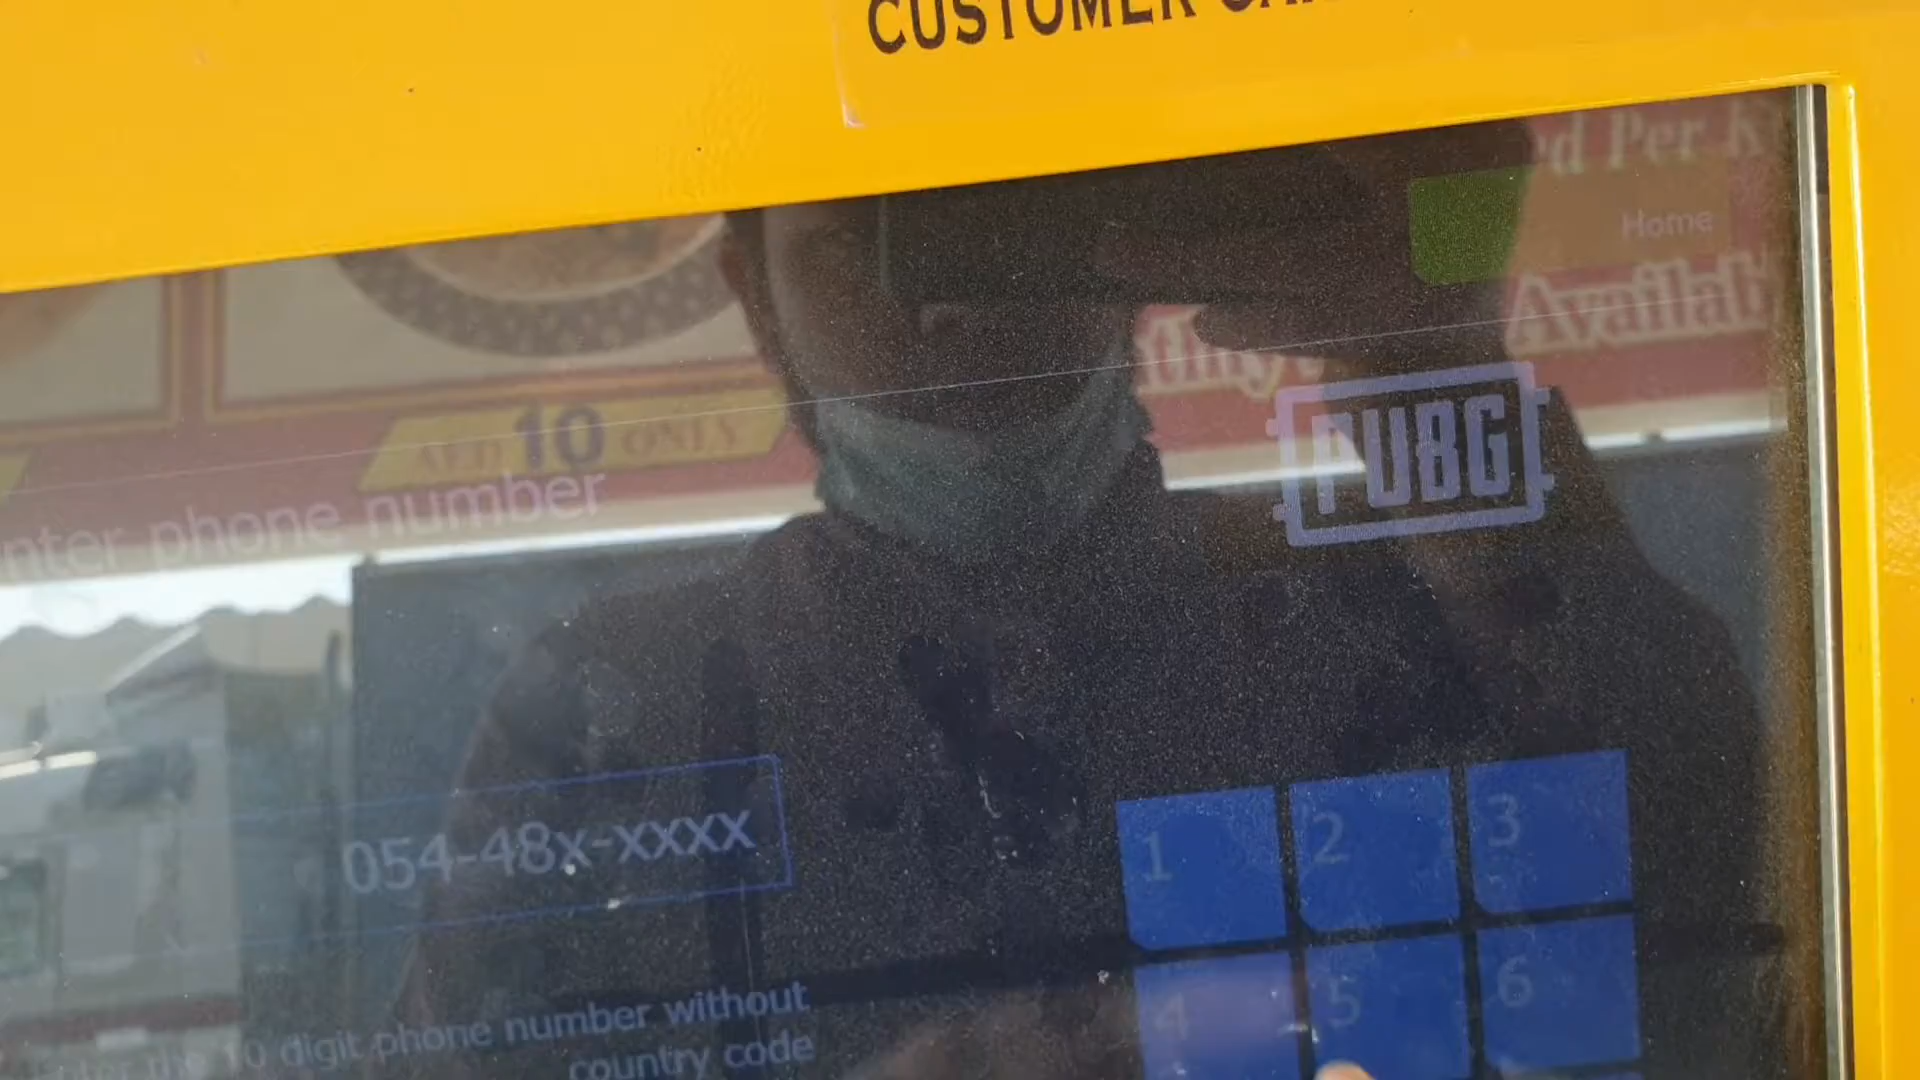 CUSTOMER
ed Per K
Home
Availab
AED 10 ONLY
nter phone number
PUBG
054-48x-xxxx
1 2 3
4 5 6
digit phone number without
country code